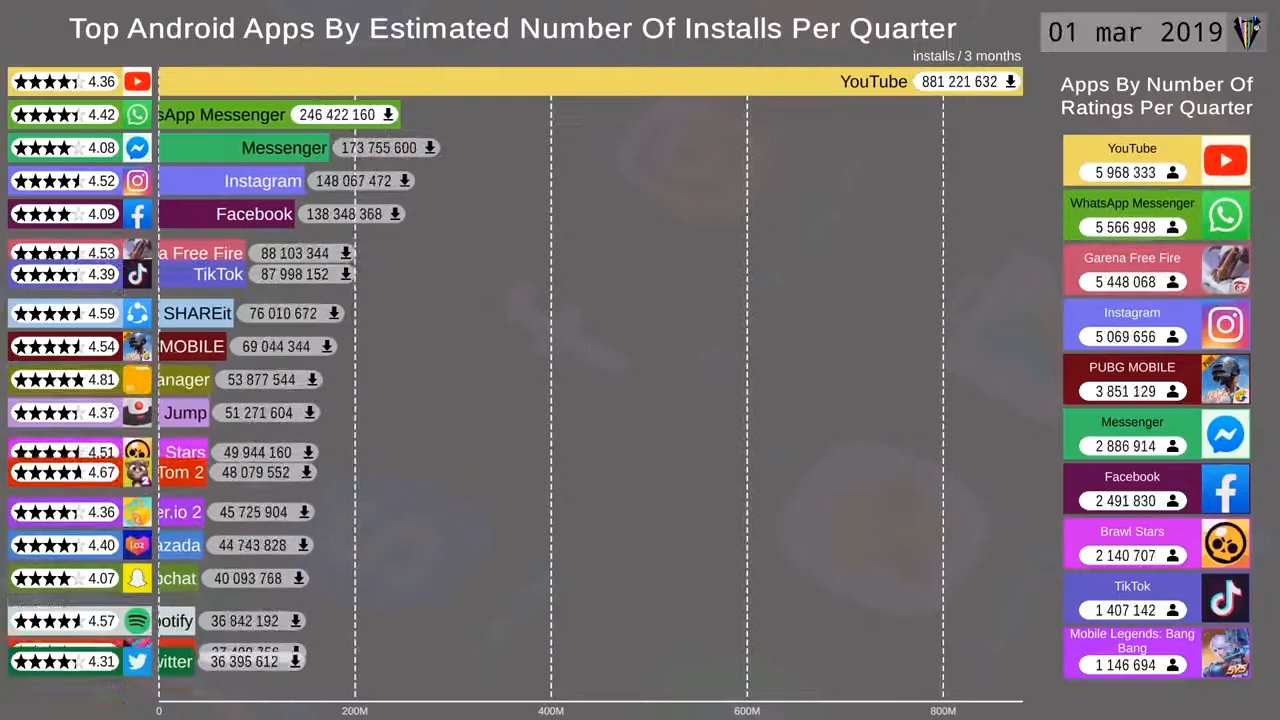 Top Android Apps By Estimated Number Of Installs Per Quarter
01 mar 2019
installs / 3 months
4.36 YouTube 881 221 632
4.42 sApp Messenger 246 422 160
4.08 Messenger 173 755 600
4.52 Instagram 148 067 472
4.09 Facebook 138 348 368
4.53 a Free Fire 88 103 344
4.39 TikTok 87 998 152
4.59 SHAREit 76 010 672
4.54 MOBILE 69 044 344
4.81 anager 53 877 544
4.37 Jump 51 271 604
4.51 Stars 49 944 160
4.67 Tom 2 48 079 552
4.36 er.io 2 45 725 904
4.40 azada 44 743 828
4.07 chat 40 093 768
4.57 otify 36 842 192
4.31 witter 36 395 612
0 200M 400M 600M 800M
Apps By Number Of
Ratings Per Quarter
YouTube
5 968 333
WhatsApp Messenger
5 566 998
Garena Free Fire
5 448 068
Instagram
5 069 656
PUBG MOBILE
3 851 129
Messenger
2 886 914
Facebook
2 491 830
Brawl Stars
2 140 707
TikTok
1 407 142
Mobile Legends: Bang
Bang
1 146 694